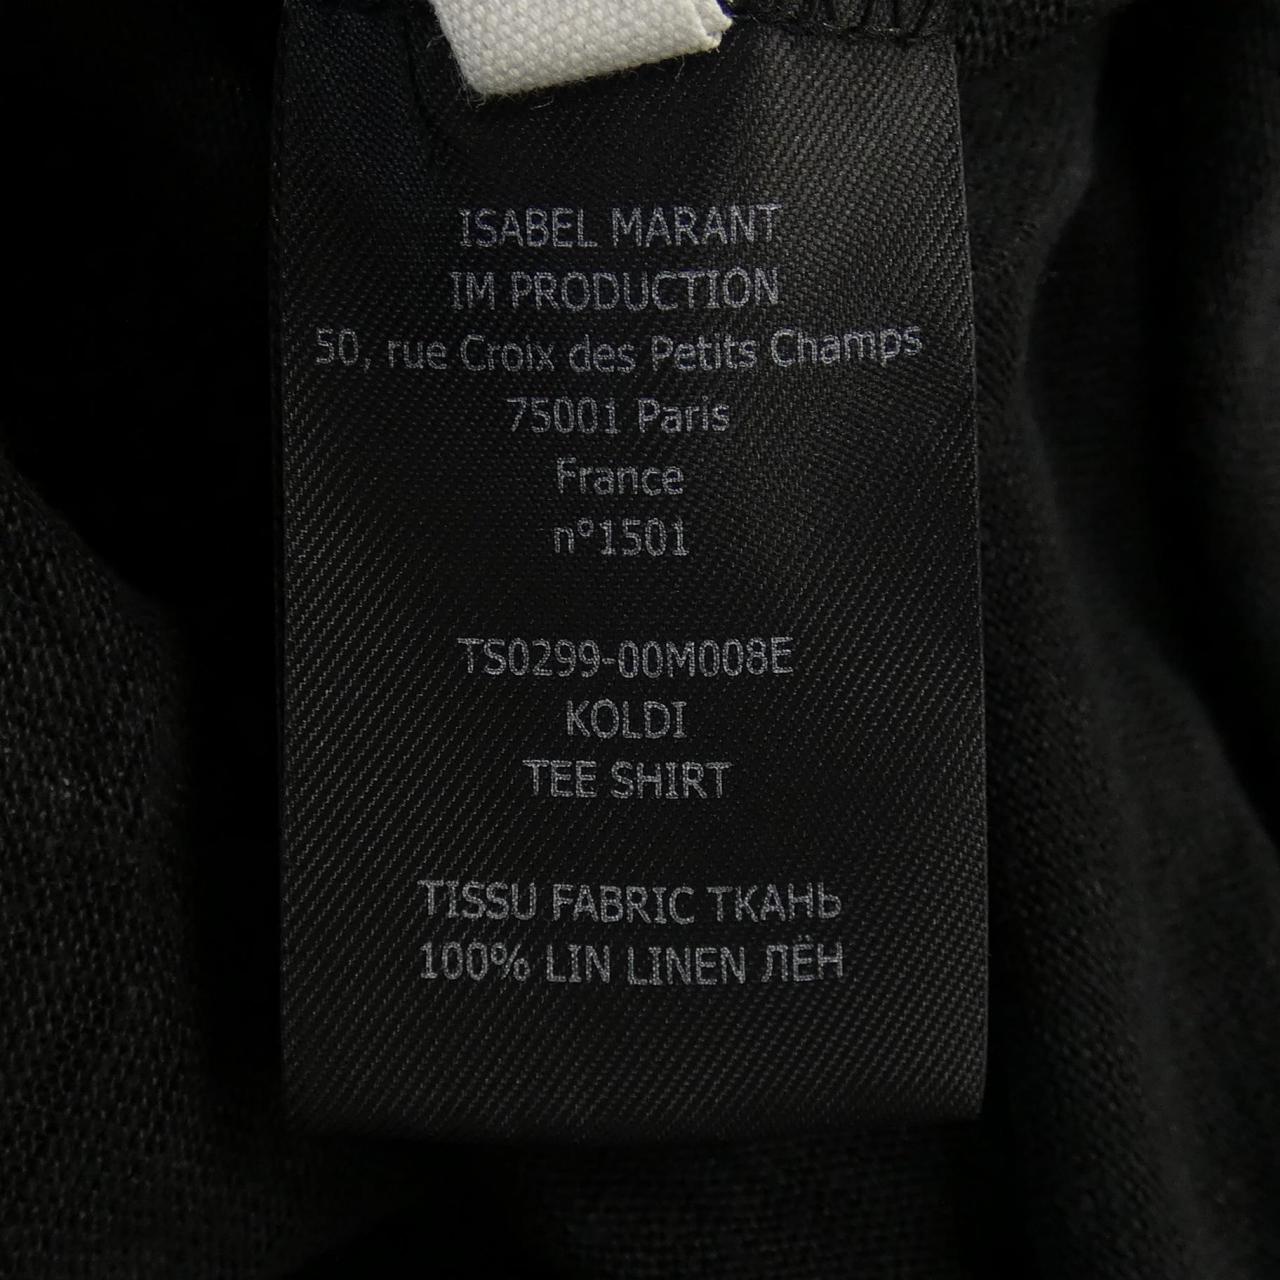 ISABEL MARANT
IM PRODUCTION
50, rue Croix des Petits Champs
75001 Paris
France
n°1501
TS0299-00M008E
KOLDI
TEE SHIRT
TISSU FABRIC ТКАНЬ
100% LIN LINEN ЛЁН